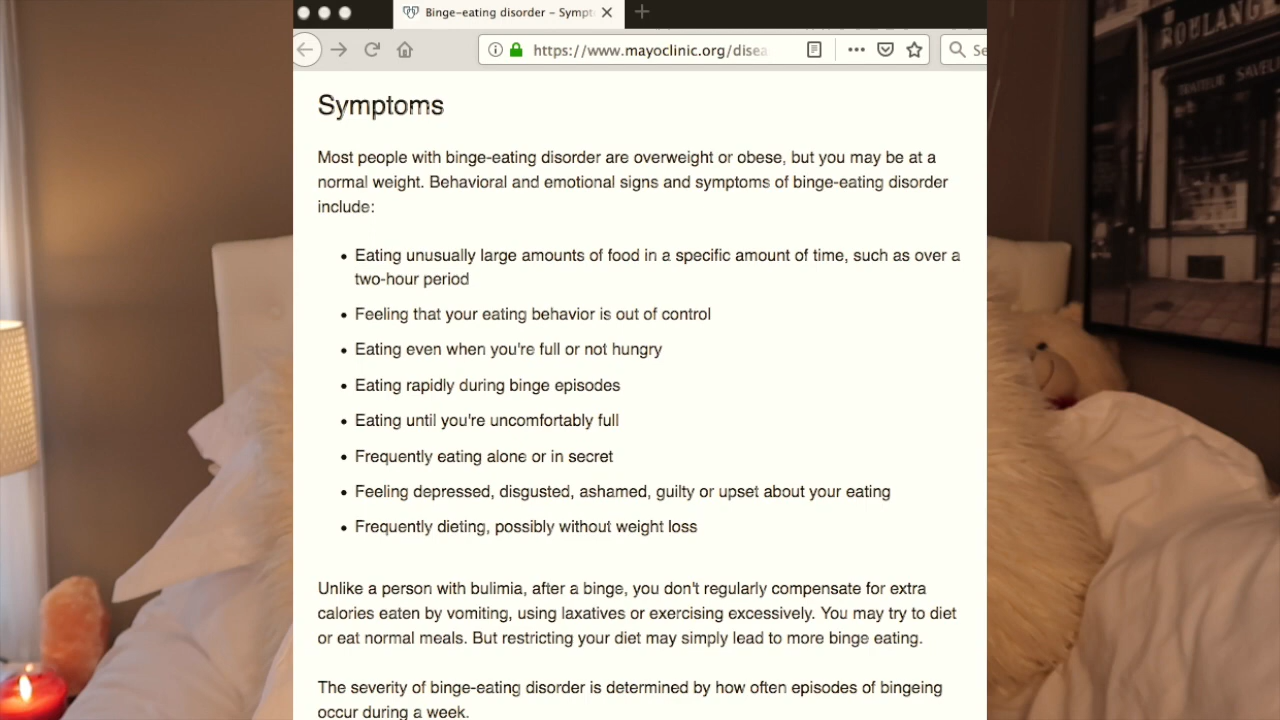 Binge-eating disorder – Sympt
https://www.mayoclinic.org/disea
Se
Symptoms
Most people with binge-eating disorder are overweight or obese, but you may be at a
normal weight. Behavioral and emotional signs and symptoms of binge-eating disorder
include:
• Eating unusually large amounts of food in a specific amount of time, such as over a
two-hour period
• Feeling that your eating behavior is out of control
• Eating even when you're full or not hungry
• Eating rapidly during binge episodes
• Eating until you're uncomfortably full
• Frequently eating alone or in secret
• Feeling depressed, disgusted, ashamed, guilty or upset about your eating
• Frequently dieting, possibly without weight loss
Unlike a person with bulimia, after a binge, you don't regularly compensate for extra
calories eaten by vomiting, using laxatives or exercising excessively. You may try to diet
or eat normal meals. But restricting your diet may simply lead to more binge eating.
The severity of binge-eating disorder is determined by how often episodes of bingeing
occur during a week.
BOULANGE
TRAITEUR SAVEU